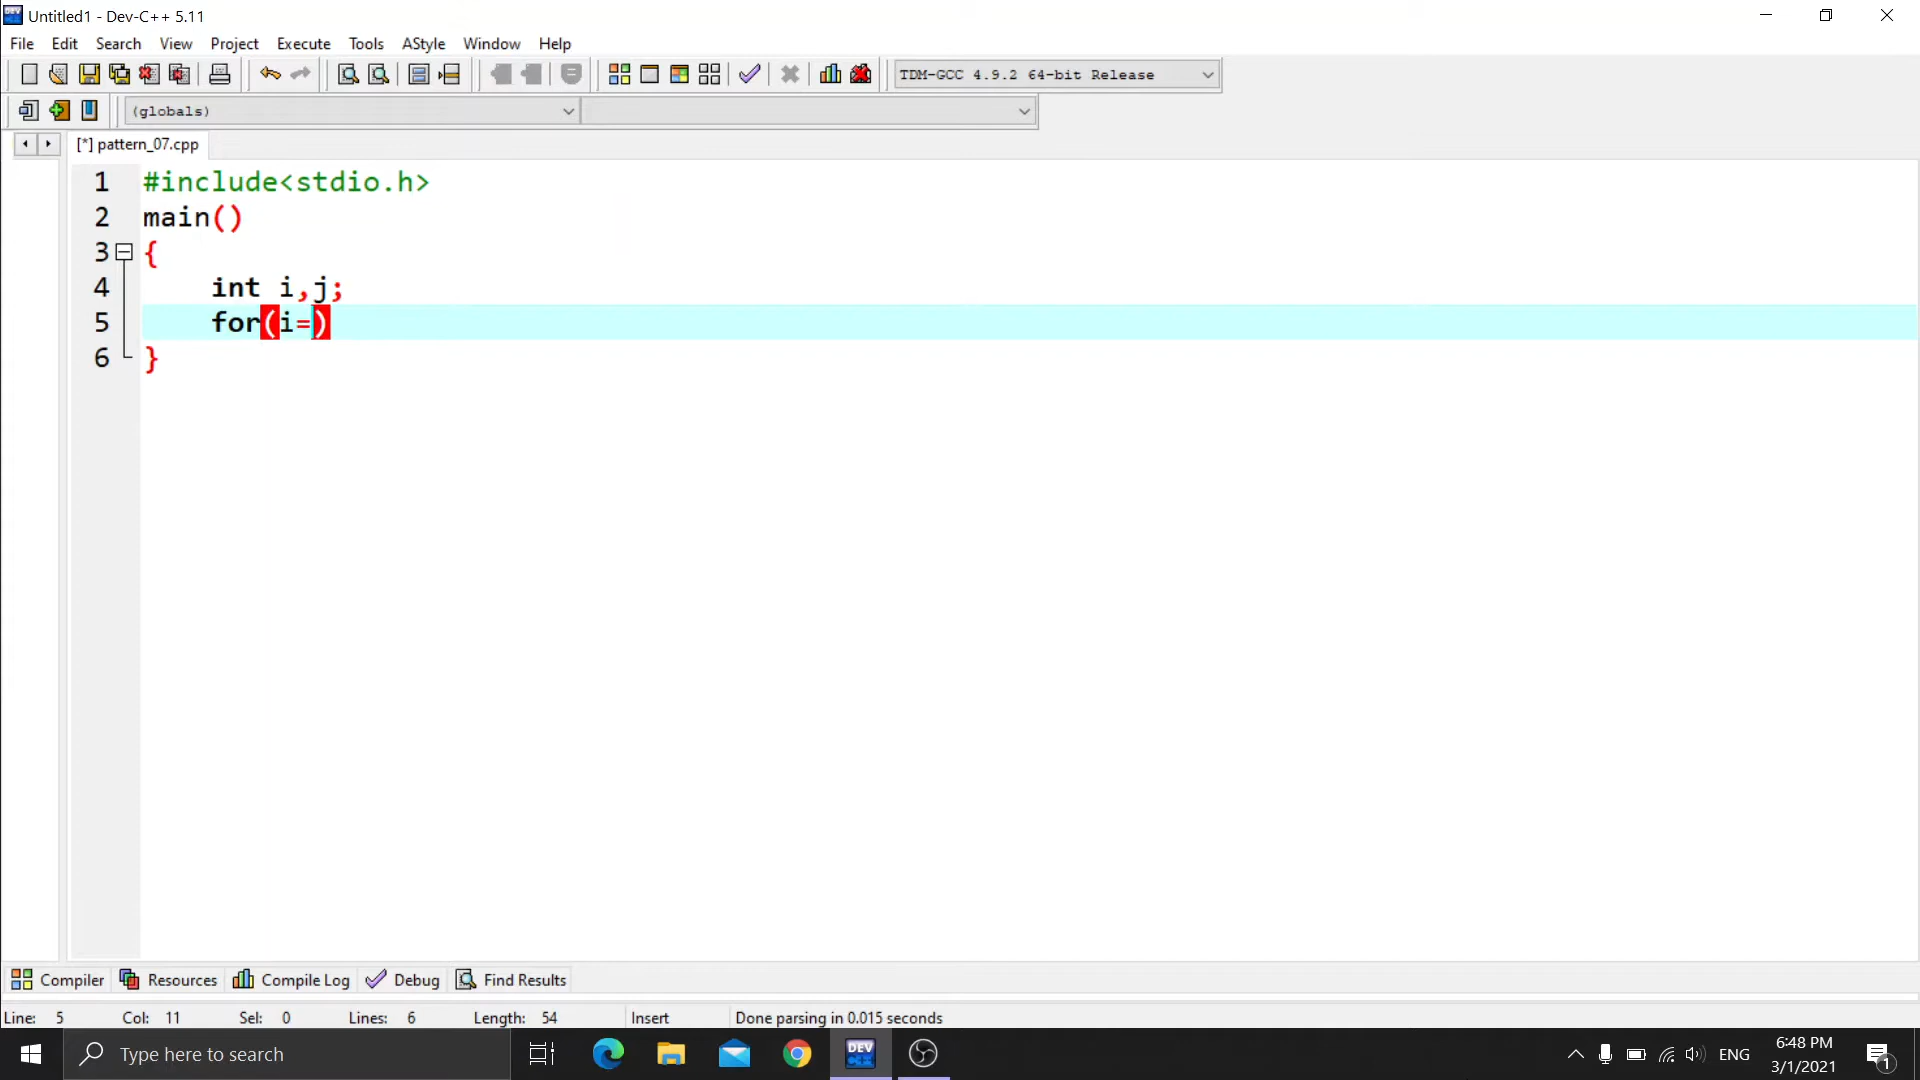 Untitled1 - Dev-C++ 5.11
File Edit Search View Project Execute Tools AStyle Window Help
TDM-GCC 4.9.2 64-bit Release
(globals)
[*] pattern_07.cpp
1 #include<stdio.h>
2 main()
3 {
4 int i,j;
5 for(i=)
6 }
Compiler Resources Compile Log Debug Find Results
Line: 5 Col: 11 Sel: 0 Lines: 6 Length: 54 Insert Done parsing in 0.015 seconds
Type here to search
DEV C++
ENG
6:48 PM
3/1/2021
1